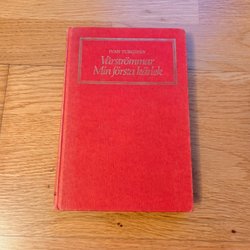 IVAN TURGENJEV
Vårströmmar
Min första kärlek